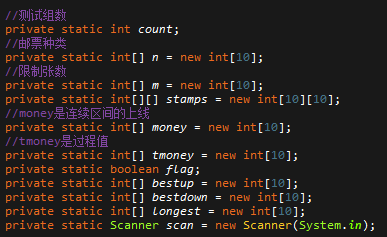 //测试组数
private static int count;
//邮票种类
private static int[] n = new int[10];
//限制张数
private static int[] m = new int[10];
private static int[][] stamps = new int[10][10];
//money是连续区间的上线
private static int[] money = new int[10];
//tmoney是过程值
private static int[] tmoney = new int[10];
private static boolean flag;
private static int[] bestup = new int[10];
private static int[] bestdown = new int[10];
private static int[] longest = new int[10];
private static Scanner scan = new Scanner(System.in);